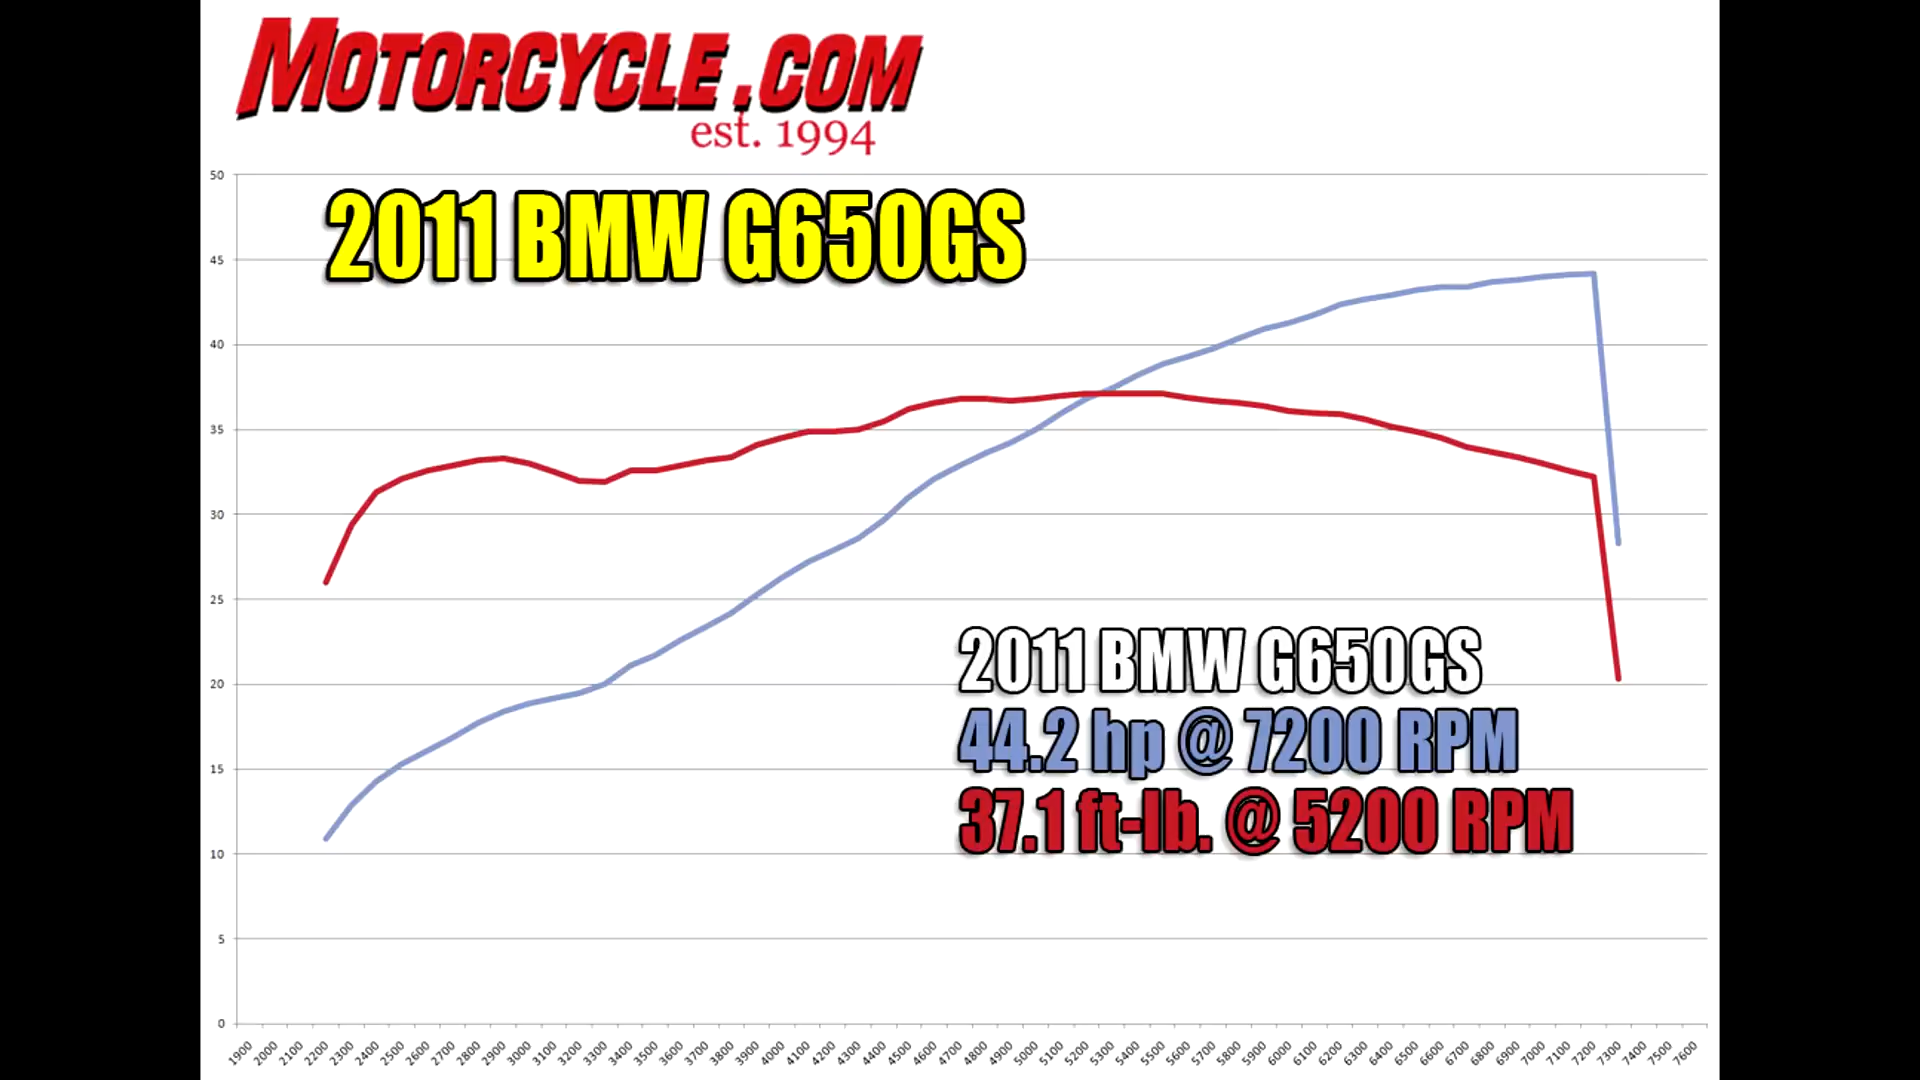 MOTORCYCLE.COM
est. 1994
2011 BMW G650GS
50
45
40
35
30
25
20
15
10
5
0
2011 BMW G650GS
44.2 hp @ 7200 RPM
37.1 ft-lb. @ 5200 RPM
1900 2000 2100 2200 2300 2400 2500 2600 2700 2800 2900 3000 3100 3200 3300 3400 3500 3600 3700 3800 3900 4000 4100 4200 4300 4400 4500 4600 4700 4800 4900 5000 5100 5200 5300 5400 5500 5600 5700 5800 5900 6000 6100 6200 6300 6400 6500 6600 6700 6800 6900 7000 7100 7200 7300 7400 7500 7600